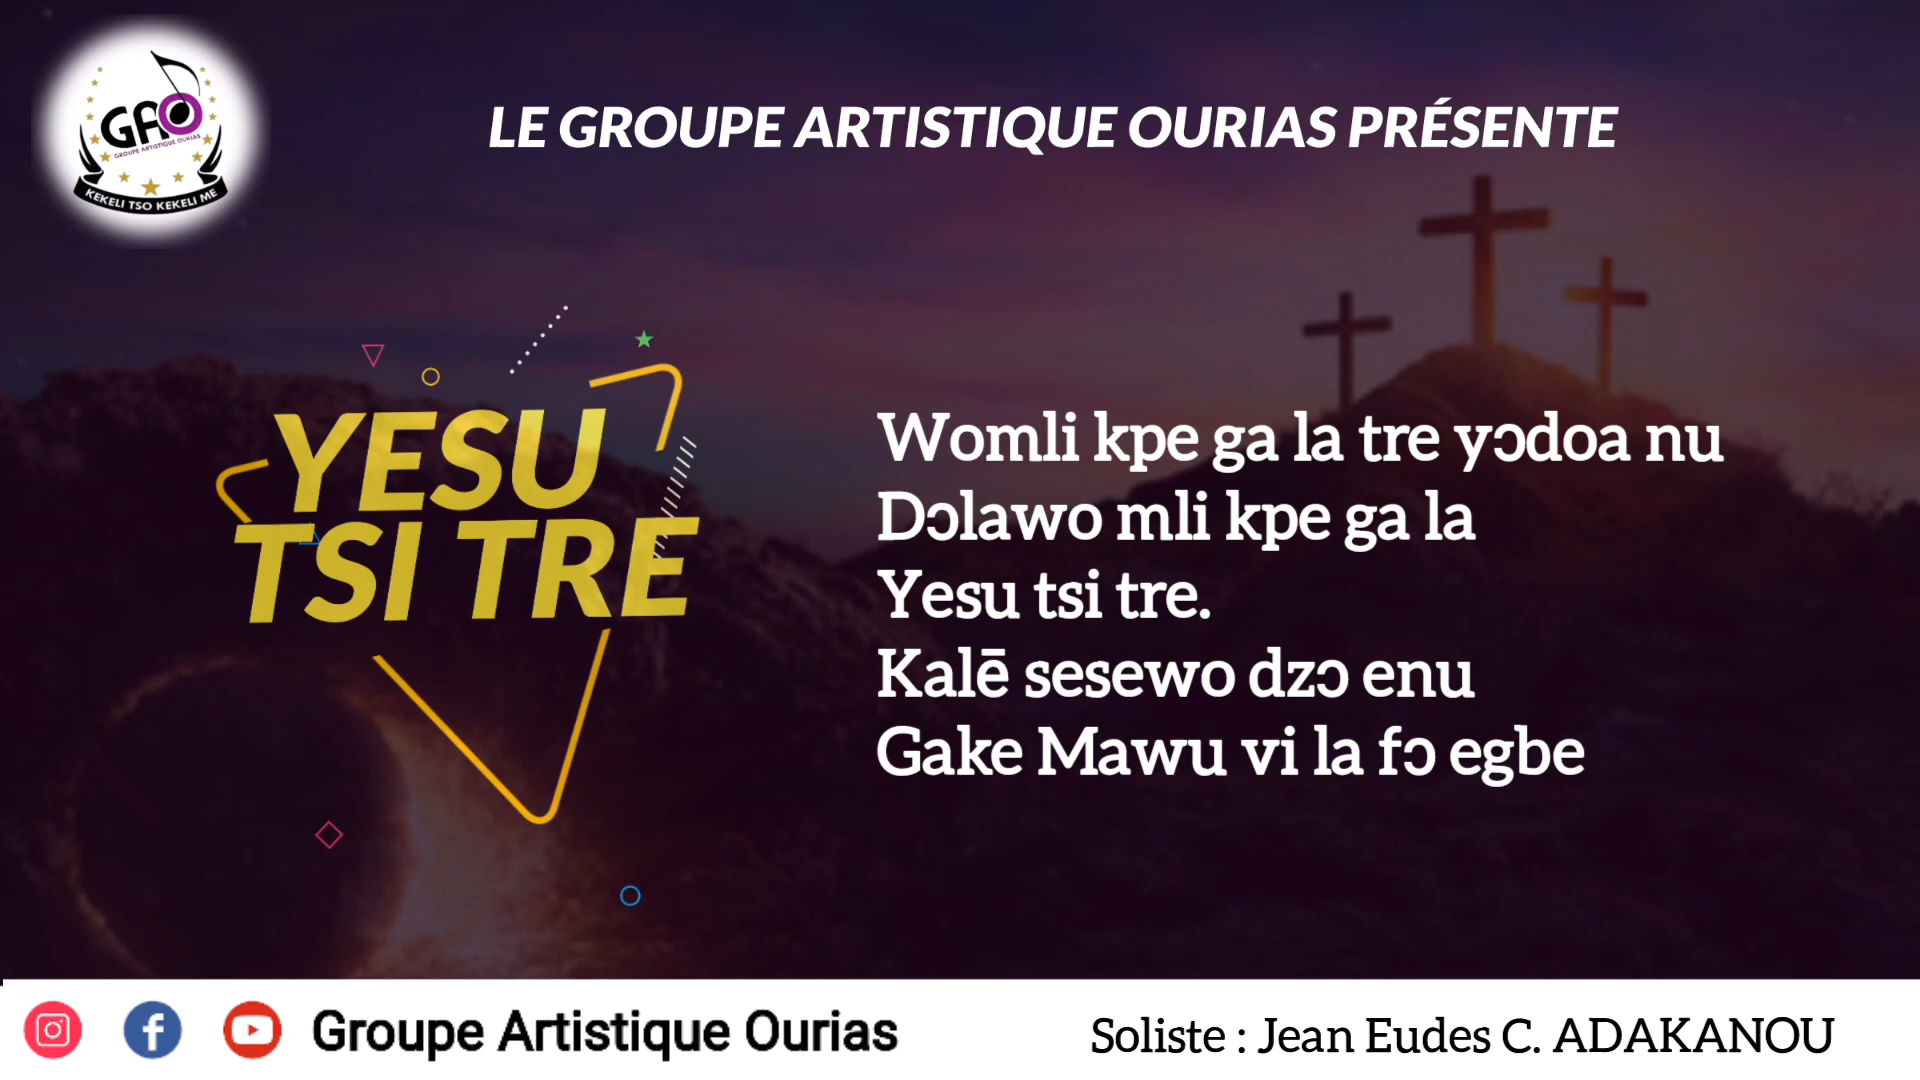 GAO
GROUPE ARTISTIQUE OURIAS
KEKELI TSO KEKELI ME
LE GROUPE ARTISTIQUE OURIAS PRÉSENTE
YESU
TSI TRE
Womli kpe ga la tre yɔdoa nu
Dɔlawo mli kpe ga la
Yesu tsi tre.
Kalē sesewo dzɔ enu
Gake Mawu vi la fɔ egbe
Groupe Artistique Ourias
Soliste : Jean Eudes C. ADAKANOU